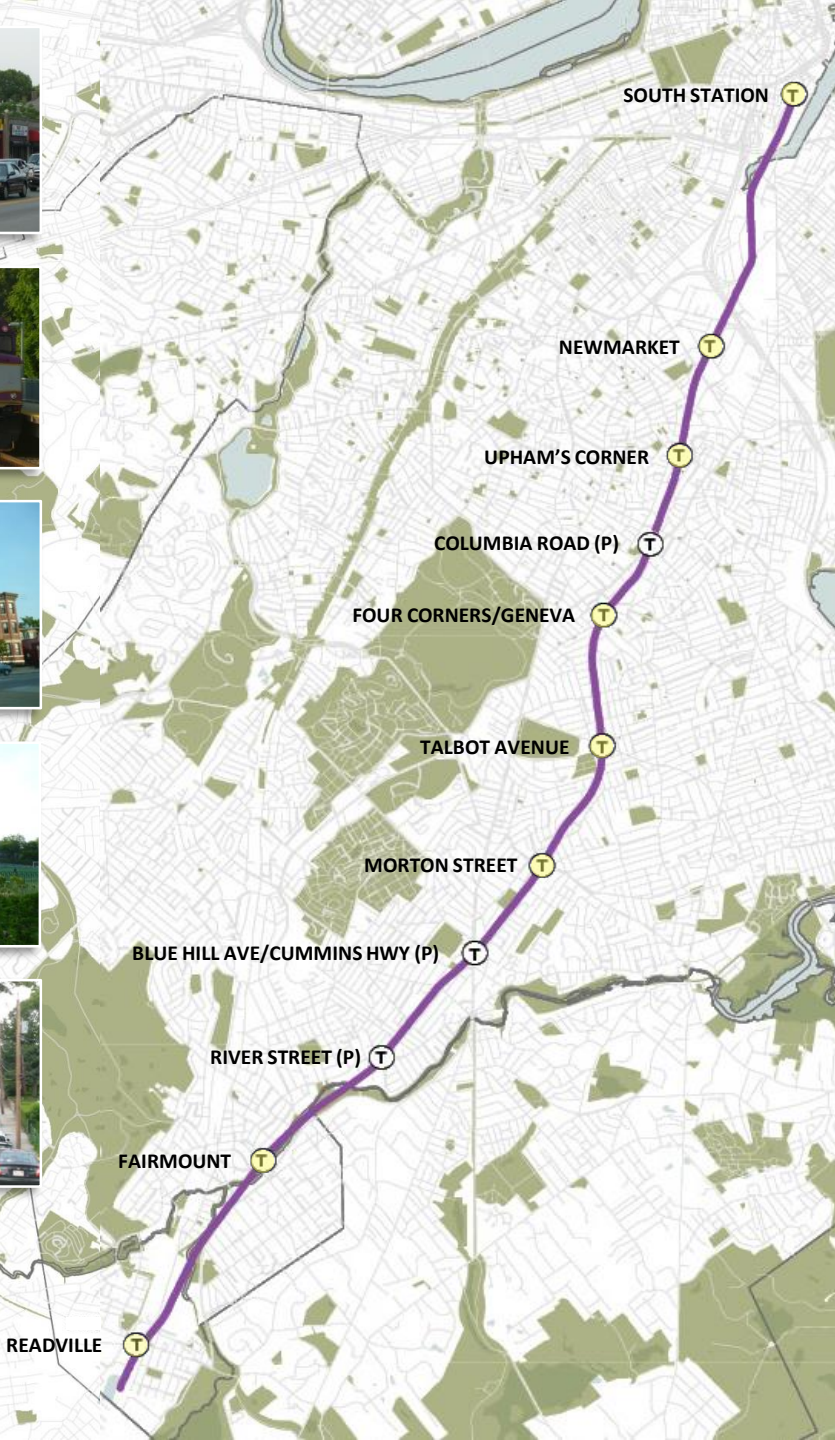 SOUTH STATION
T
NEWMARKET
T
UPHAM'S CORNER
T
COLUMBIA ROAD (P)
T
FOUR CORNERS/GENEVA
T
TALBOT AVENUE
T
MORTON STREET
T
BLUE HILL AVE/CUMMINS HWY (P)
T
RIVER STREET (P)
T
FAIRMOUNT
T
READVILLE
T